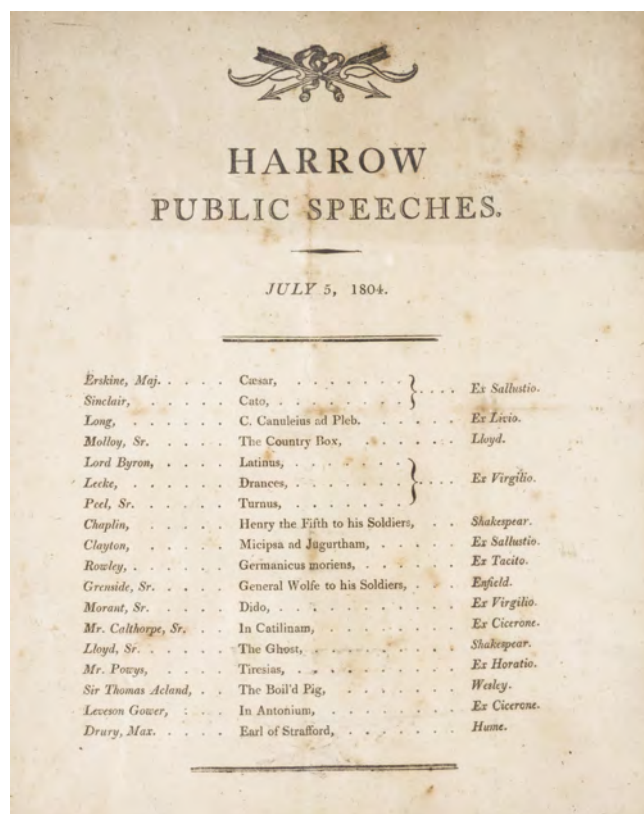 HARROW
PUBLIC SPEECHES.
JULY 5, 1804.
Erskine, Maj. . . . . Cæsar, . . . . . . . } . . . . Ex Sallustio.
Sinclair, . . . . Cato, . . . . . . . }
Long, . . . . . . C. Canuleius ad Pleb. . . . . . Ex Livio.
Molloy, Sr. . . . . The Country Box, . . . . . . Lloyd.
Lord Byron, . . . . Latinus, . . . . . . . }
Leeke, . . . . . Drances, . . . . . . . } . . . . Ex Virgilio.
Peel, Sr. . . . . Turnus, . . . . . . . }
Chaplin, . . . . . Henry the Fifth to his Soldiers, . . Shakespear.
Clayton, . . . . . Micipsa ad Jugurtham, . . . . . Ex Sallustio.
Rowley, . . . . . Germanicus moriens, . . . . . . Ex Tacito.
Grenside, Sr. . . . . General Wolfe to his Soldiers, . . . Enfield.
Morant, Sr. . . . . Dido, . . . . . . . . . Ex Virgilio.
Mr. Calthorpe, Sr. . . In Catilinam, . . . . . . . Ex Cicerone.
Lloyd, Sr. . . . . The Ghost, . . . . . . . . Shakespear.
Mr. Powys, . . . . Tiresias, . . . . . . . . Ex Horatio.
Sir Thomas Acland, . . The Boil'd Pig, . . . . . . Wesley.
Leveson Gower, . . . . In Antonium, . . . . . . . Ex Cicerone.
Drury, Max. . . . . Earl of Strafford, . . . . . . Hume.